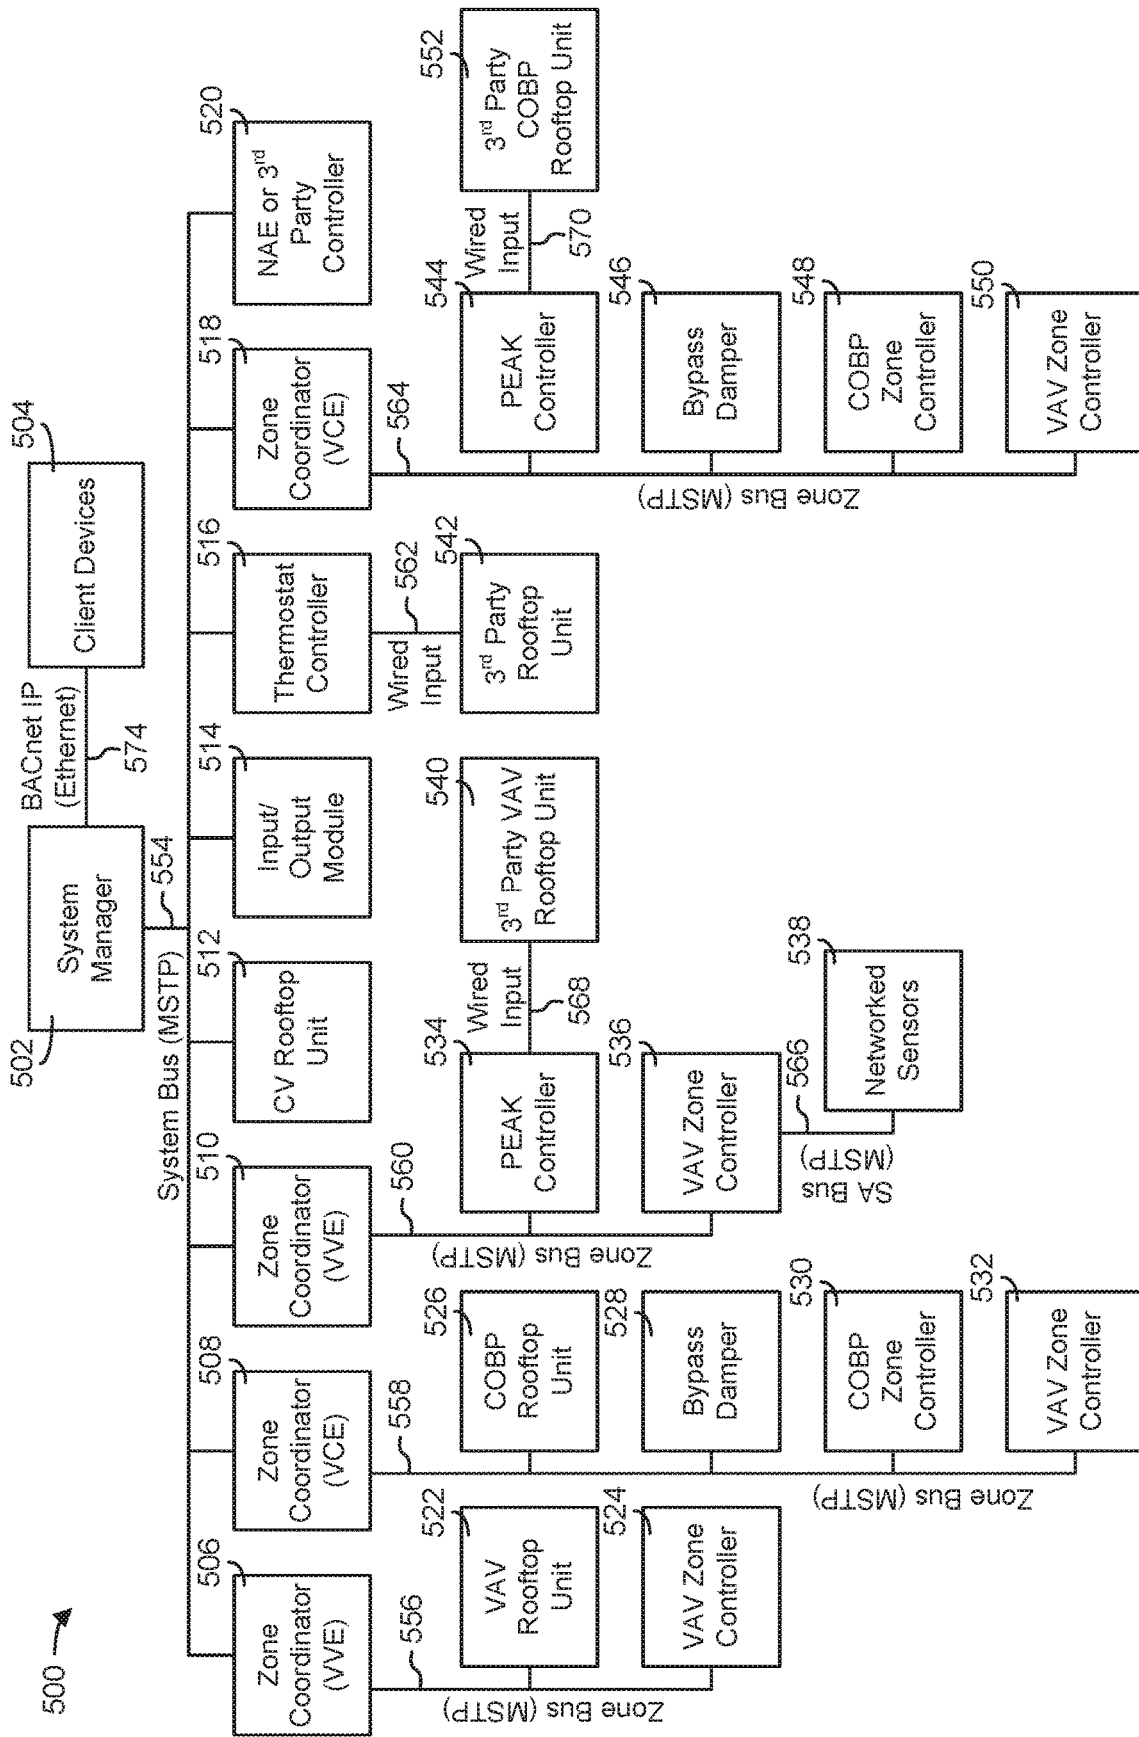 500
502
System
Manager
BACnet IP
(Ethernet)
574
504
Client Devices
554
System Bus (MSTP)
506
Zone
Coordinator
(VVE)
508
Zone
Coordinator
(VCE)
510
Zone
Coordinator
(VVE)
512
CV Rooftop
Unit
514
Input/
Output
Module
516
Thermostat
Controller
518
Zone
Coordinator
(VCE)
520
NAE or 3rd
Party
Controller
556
Zone Bus (MSTP)
522
VAV
Rooftop
Unit
524
VAV Zone
Controller
558
Zone Bus (MSTP)
526
COBP
Rooftop
Unit
528
Bypass
Damper
530
COBP
Zone
Controller
532
VAV Zone
Controller
560
Zone Bus (MSTP)
534
PEAK
Controller
Wired
Input
568
540
3rd Party VAV
Rooftop Unit
536
VAV Zone
Controller
SA Bus
(MSTP)
566
538
Networked
Sensors
Wired
Input
562
542
3rd Party
Rooftop
Unit
564
Zone Bus (MSTP)
544
PEAK
Controller
Wired
Input
570
552
3rd Party
COBP
Rooftop Unit
546
Bypass
Damper
548
COBP
Zone
Controller
550
VAV Zone
Controller